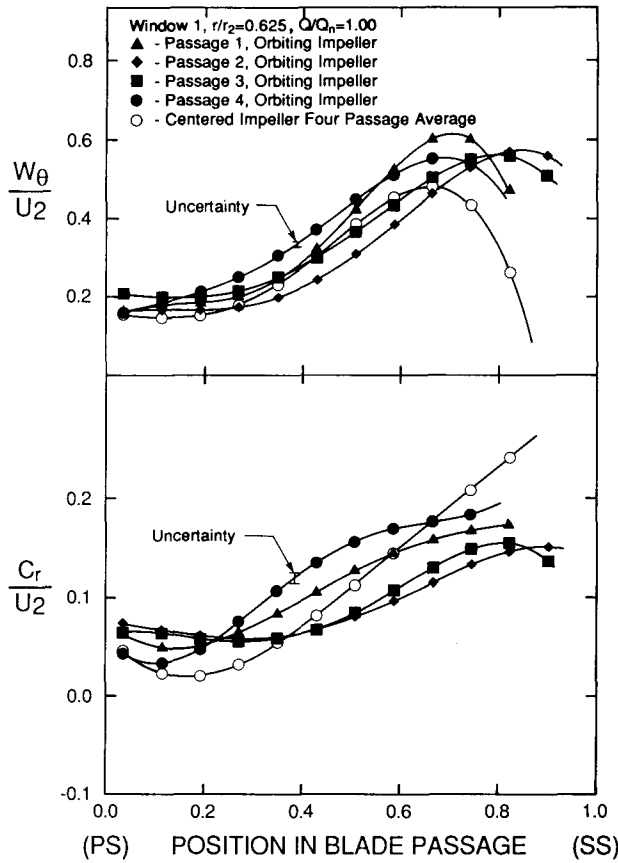 Window 1, r/r₂=0.625, Q/Qₙ=1.00
▲ - Passage 1, Orbiting Impeller
◆ - Passage 2, Orbiting Impeller
■ - Passage 3, Orbiting Impeller
● - Passage 4, Orbiting Impeller
○ - Centered Impeller Four Passage Average
0.8
0.6
Wθ
U2
0.4
0.2
Uncertainty
0.2
Cr
U2
0.1
0.0
-0.1
Uncertainty
0.0
0.2
0.4
0.6
0.8
1.0
(PS) POSITION IN BLADE PASSAGE (SS)